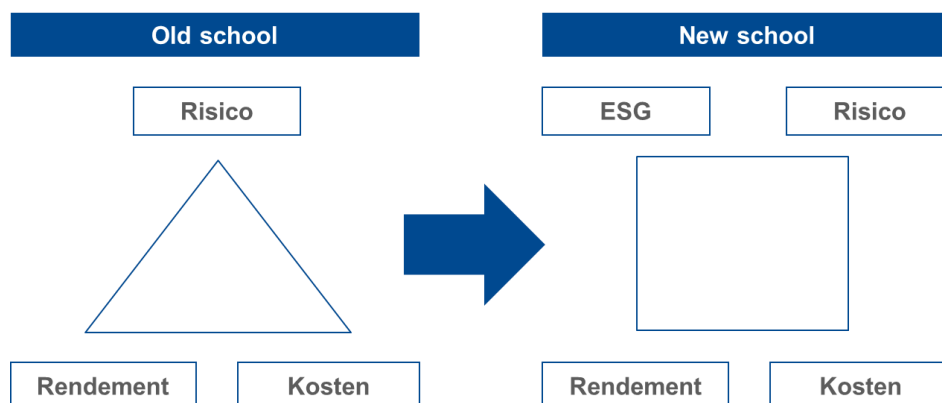 Old school
New school
Risico
ESG
Risico
Rendement
Kosten
Rendement
Kosten